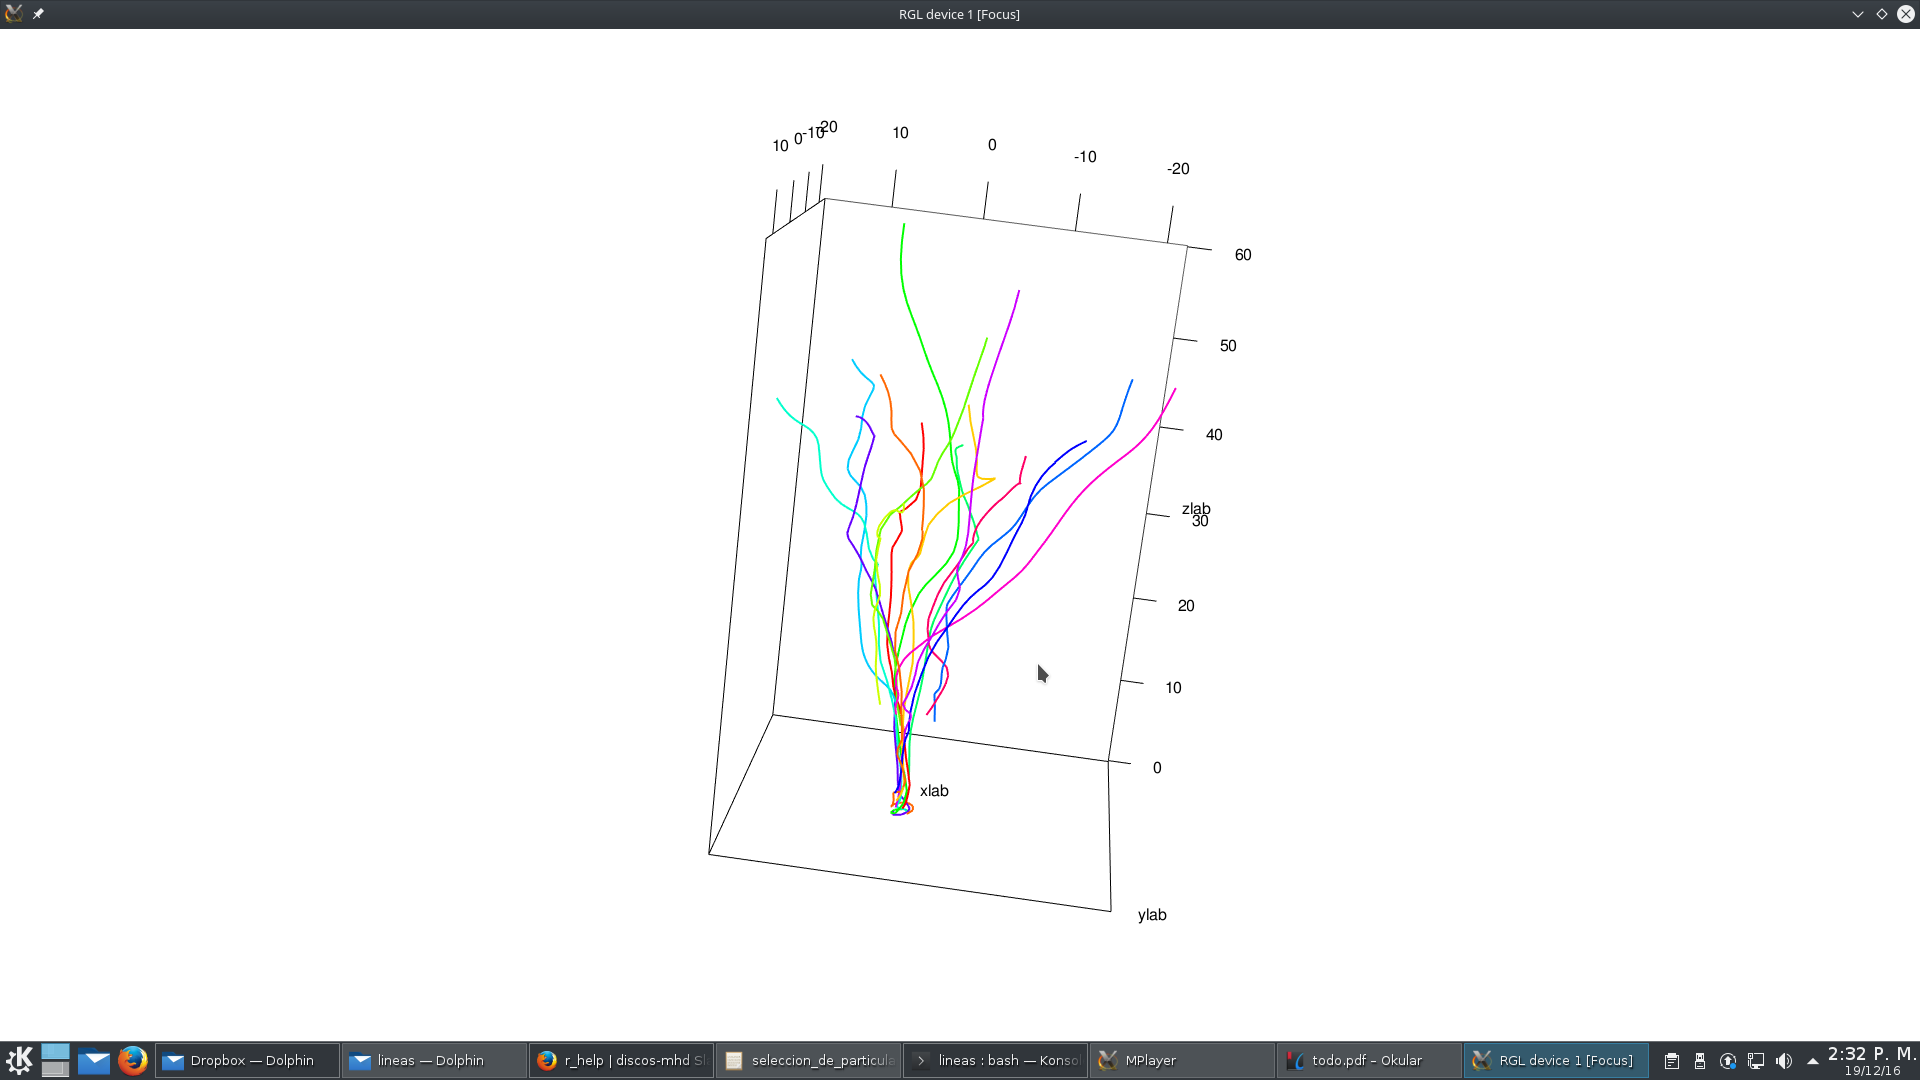 RGL device 1 [Focus]
10 0 -10 -20 10 0 -10 -20
60
50
40
zlab
30
20
10
0
xlab
ylab
Dropbox — Dolphin
lineas — Dolphin
r_help | discos-mhd
seleccion_de_particula
lineas : bash — Konso
MPlayer
todo.pdf – Okular
RGL device 1 [Focus]
2:32 P. M.
19/12/16